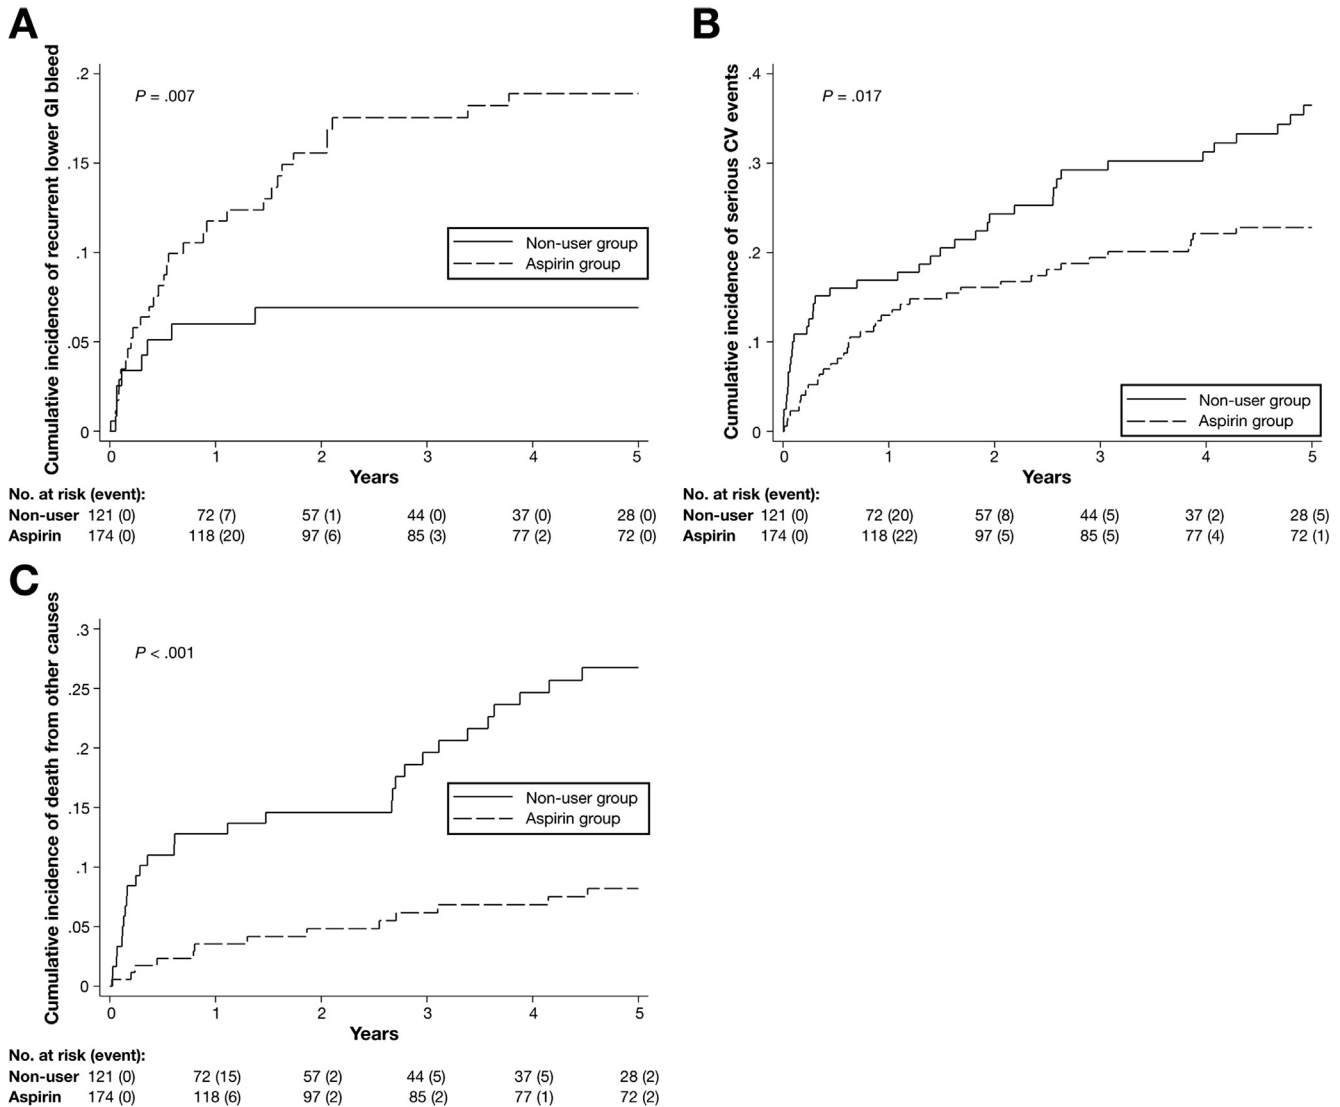 A
Cumulative incidence of recurrent lower GI bleed
.2
.15
.1
.05
0
P = .007
Non-user group
Aspirin group
0 1 2 3 4 5
Years
No. at risk (event):
Non-user 121 (0) 72 (7) 57 (1) 44 (0) 37 (0) 28 (0)
Aspirin 174 (0) 118 (20) 97 (6) 85 (3) 77 (2) 72 (0)
B
Cumulative incidence of serious CV events
.4
.3
.2
.1
0
P = .017
Non-user group
Aspirin group
0 1 2 3 4 5
Years
No. at risk (event):
Non-user 121 (0) 72 (20) 57 (8) 44 (5) 37 (2) 28 (5)
Aspirin 174 (0) 118 (22) 97 (5) 85 (5) 77 (4) 72 (1)
C
Cumulative incidence of death from other causes
.3
.25
.2
.15
.1
.05
0
P < .001
Non-user group
Aspirin group
0 1 2 3 4 5
Years
No. at risk (event):
Non-user 121 (0) 72 (15) 57 (2) 44 (5) 37 (5) 28 (2)
Aspirin 174 (0) 118 (6) 97 (2) 85 (2) 77 (1) 72 (2)